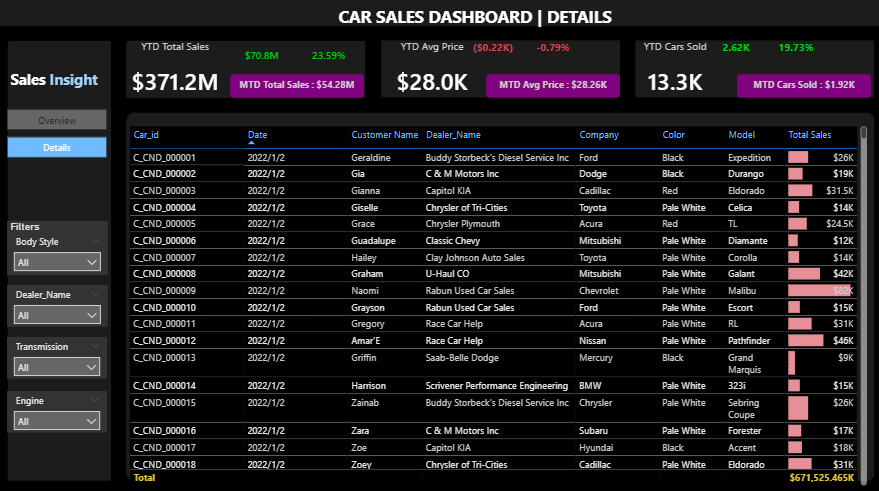 CAR SALES DASHBOARD | DETAILS
YTD Total Sales $70.8M 23.59%
$371.2M MTD Total Sales : $54.28M
YTD Avg Price ($0.22K) -0.79%
$28.0K MTD Avg Price : $28.26K
YTD Cars Sold 2.62K 19.73%
13.3K MTD Cars Sold : $1.92K
Sales Insight
Overview
Details
Filters
Body Style
All
Dealer_Name
All
Transmission
All
Engine
All
Car_id Date Customer Name Dealer_Name Company Color Model Total Sales
C_CND_000001 2022/1/2 Geraldine Buddy Storbeck's Diesel Service Inc Ford Black Expedition $26K
C_CND_000002 2022/1/2 Gia C & M Motors Inc Dodge Black Durango $19K
C_CND_000003 2022/1/2 Gianna Capitol KIA Cadillac Red Eldorado $31.5K
C_CND_000004 2022/1/2 Giselle Chrysler of Tri-Cities Toyota Pale White Celica $14K
C_CND_000005 2022/1/2 Grace Chrysler Plymouth Acura Red TL $24.5K
C_CND_000006 2022/1/2 Guadalupe Classic Chevy Mitsubishi Pale White Diamante $12K
C_CND_000007 2022/1/2 Hailey Clay Johnson Auto Sales Toyota Pale White Corolla $14K
C_CND_000008 2022/1/2 Graham U-Haul CO Mitsubishi Pale White Galant $42K
C_CND_000009 2022/1/2 Naomi Rabun Used Car Sales Chevrolet Pale White Malibu $82K
C_CND_000010 2022/1/2 Grayson Rabun Used Car Sales Ford Pale White Escort $15K
C_CND_000011 2022/1/2 Gregory Race Car Help Acura Pale White RL $31K
C_CND_000012 2022/1/2 Amar'E Race Car Help Nissan Pale White Pathfinder $46K
C_CND_000013 2022/1/2 Griffin Saab-Belle Dodge Mercury Black Grand $9K
Marquis
C_CND_000014 2022/1/2 Harrison Scrivener Performance Engineering BMW Pale White 323i $15K
C_CND_000015 2022/1/2 Zainab Buddy Storbeck's Diesel Service Inc Chrysler Pale White Sebring $26K
Coupe
C_CND_000016 2022/1/2 Zara C & M Motors Inc Subaru Pale White Forester $17K
C_CND_000017 2022/1/2 Zoe Capitol KIA Hyundai Black Accent $18K
C_CND_000018 2022/1/2 Zoey Chrysler of Tri-Cities Cadillac Pale White Eldorado $31K
Total $671,525.465K